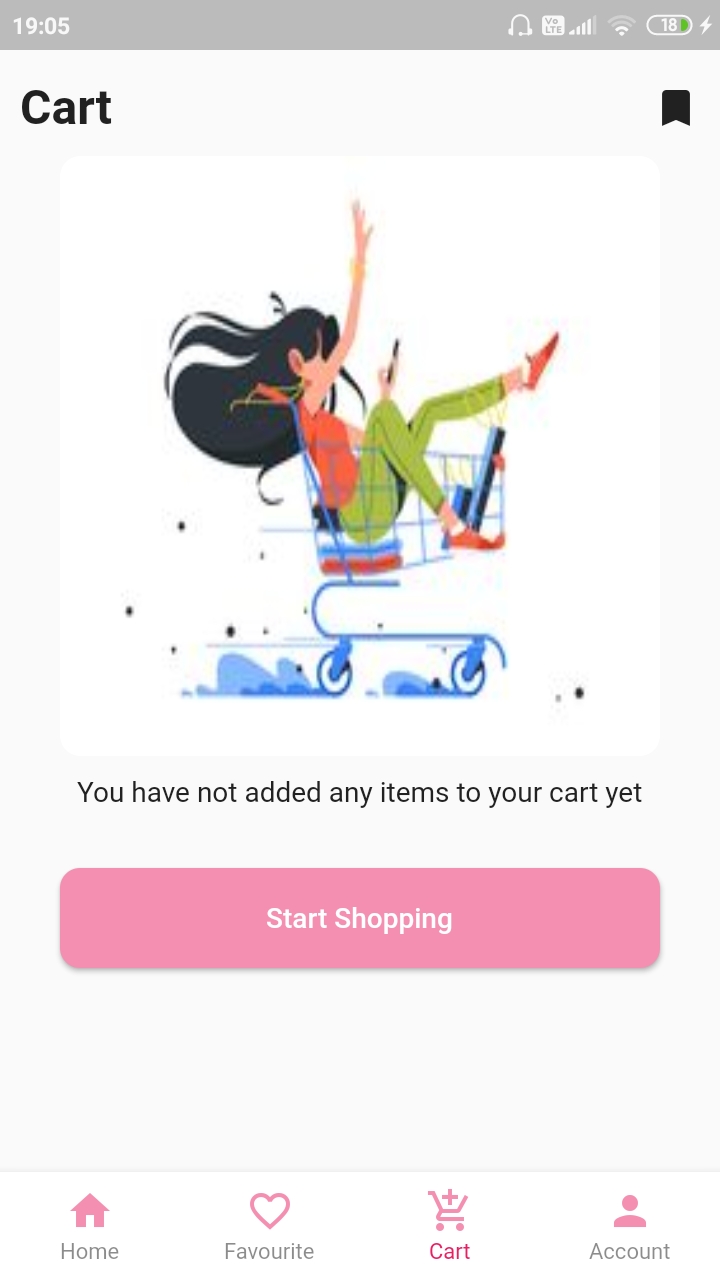 19:05
Vo
LTE
18
Cart
You have not added any items to your cart yet
Start Shopping
Home
Favourite
Cart
Account